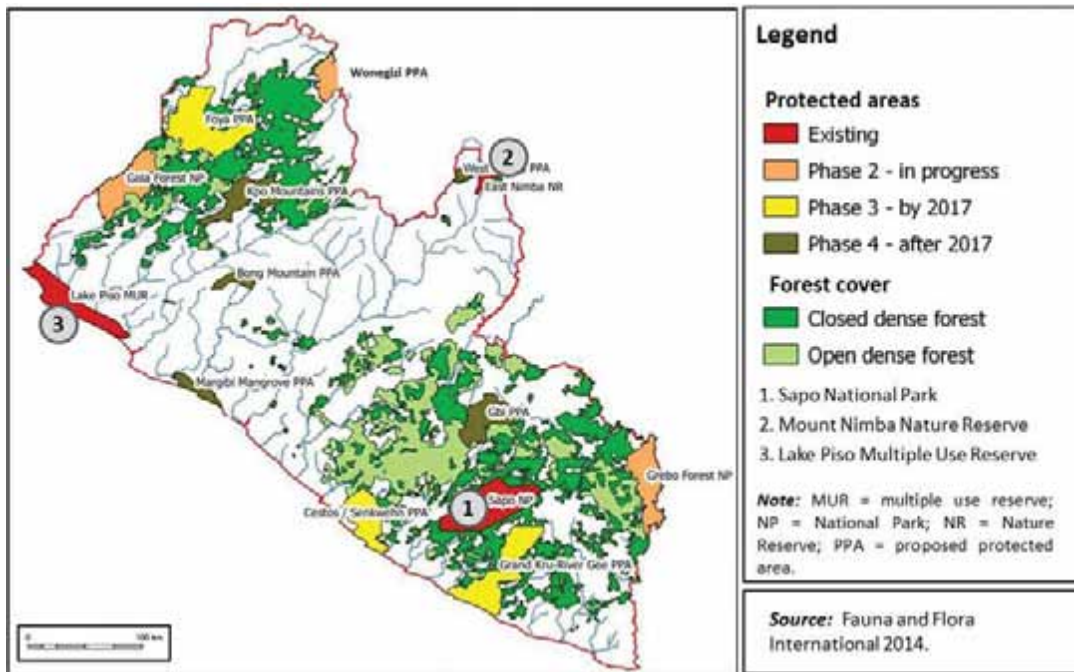 Wonegizi PPA
Foya PPA
2
West PPA
East Nimba NR
1
Gola Forest NP
Kpo Mountains PPA
Bong Mountain PPA
Lake Piso MUR
3
Margibi Mangrove PPA
Gbi PPA
Grebo Forest NP
Sapo NP
Cestos / Senkwehn PPA
Grand Kru-River Gee PPA
0 100 km
Legend
Protected areas
Existing
Phase 2 - in progress
Phase 3 - by 2017
Phase 4 - after 2017
Forest cover
Closed dense forest
Open dense forest
1. Sapo National Park
2. Mount Nimba Nature Reserve
3. Lake Piso Multiple Use Reserve
Note: MUR = multiple use reserve;
NP = National Park; NR = Nature
Reserve; PPA = proposed protected
area.
Source: Fauna and Flora
International 2014.